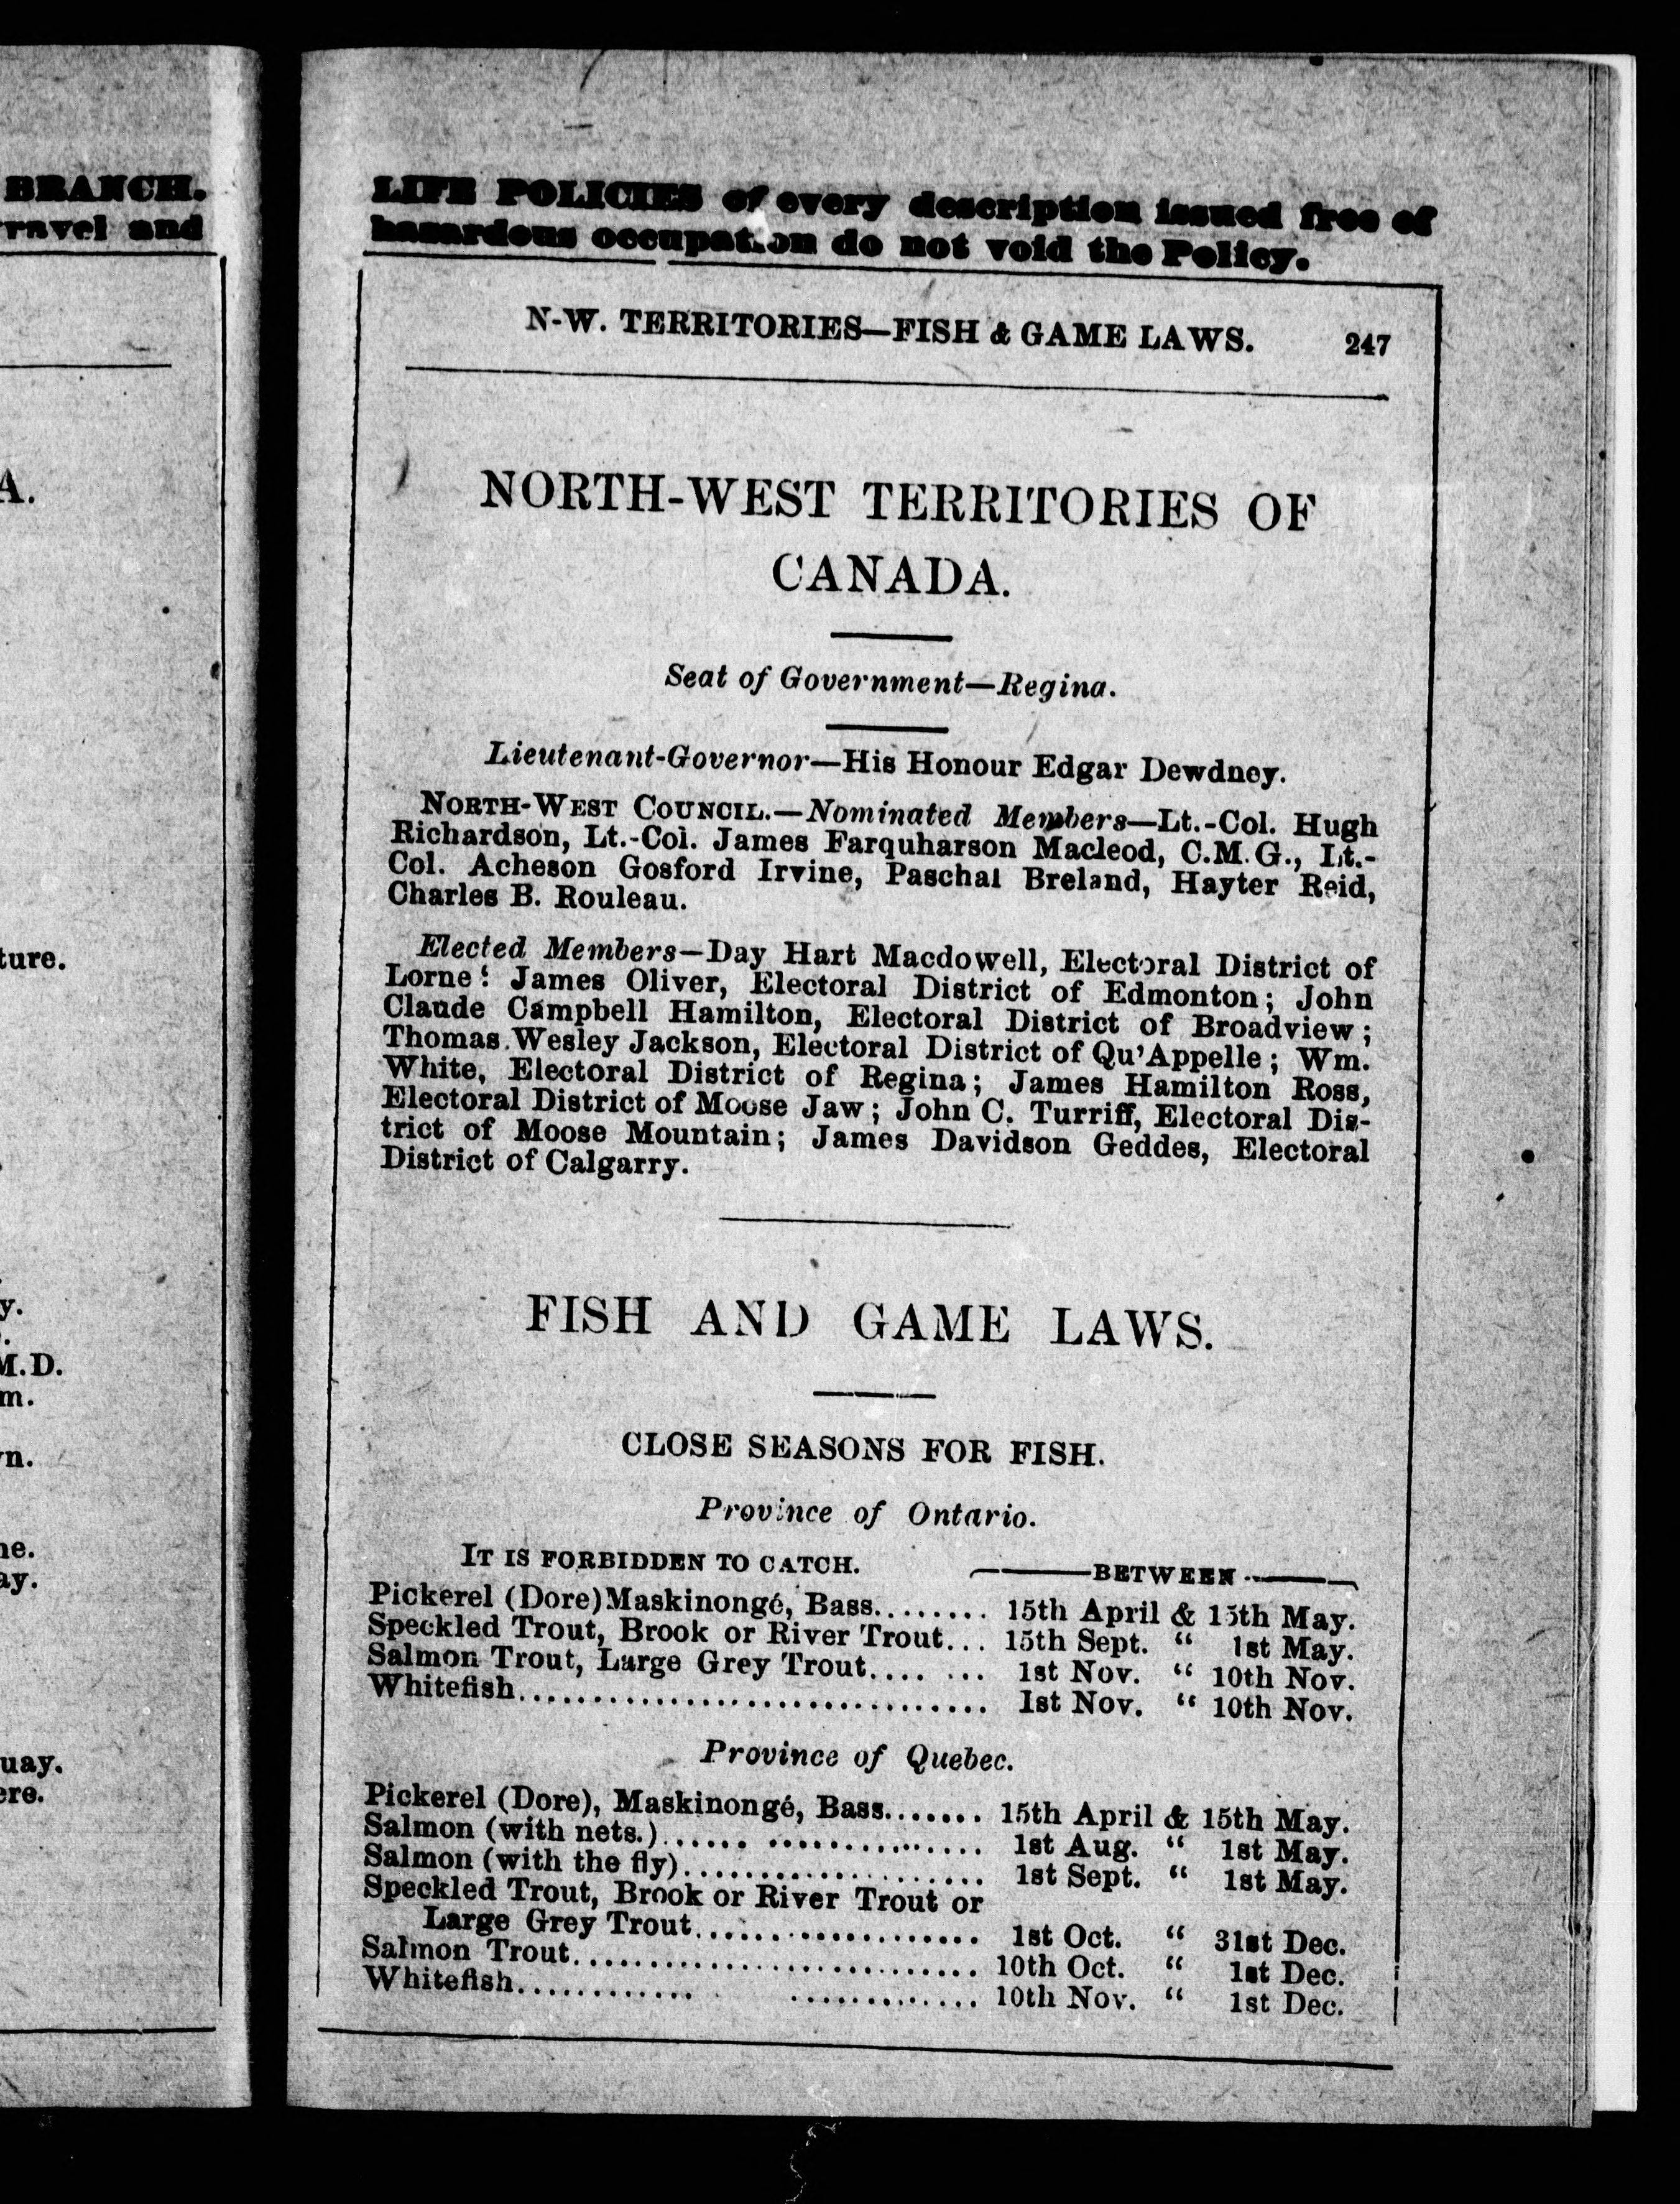 BRANCH.
ravel and
A.
ture.
y.
M.D.
m.
n.
ne.
ay.
uay.
ere.
LIFE POLICIES of every description issued free of
hazardous occupation do not void the Policy.
N-W. TERRITORIES—FISH & GAME LAWS. 247
NORTH-WEST TERRITORIES OF
CANADA.
Seat of Government—Regina.
Lieutenant-Governor—His Honour Edgar Dewdney.
NORTH-WEST COUNCIL.—Nominated Members—Lt.-Col. Hugh
Richardson, Lt.-Col. James Farquharson Macleod, C.M.G., Lt.-
Col. Acheson Gosford Irvine, Paschal Breland, Hayter Reid,
Charles B. Rouleau.
Elected Members—Day Hart Macdowell, Electoral District of
Lorne; James Oliver, Electoral District of Edmonton; John
Claude Campbell Hamilton, Electoral District of Broadview;
Thomas Wesley Jackson, Electoral District of Qu'Appelle; Wm.
White, Electoral District of Regina; James Hamilton Ross,
Electoral District of Moose Jaw; John C. Turriff, Electoral Dis-
trict of Moose Mountain; James Davidson Geddes, Electoral
District of Calgarry.
FISH AND GAME LAWS.
CLOSE SEASONS FOR FISH.
Province of Ontario.
IT IS FORBIDDEN TO CATCH. BETWEEN
Pickerel (Dore) Maskinongé, Bass........ 15th April & 15th May.
Speckled Trout, Brook or River Trout... 15th Sept. “ 1st May.
Salmon Trout, Large Grey Trout.... ... 1st Nov. “ 10th Nov.
Whitefish................................ 1st Nov. “ 10th Nov.
Province of Quebec.
Pickerel (Dore), Maskinongé, Bass....... 15th April & 15th May.
Salmon (with nets.)...... ............... 1st Aug. “ 1st May.
Salmon (with the fly)..................... 1st Sept. “ 1st May.
Speckled Trout, Brook or River Trout or
Large Grey Trout................... 1st Oct. “ 31st Dec.
Salmon Trout............................ 10th Oct. “ 1st Dec.
Whitefish............ ............. 10th Nov. “ 1st Dec.